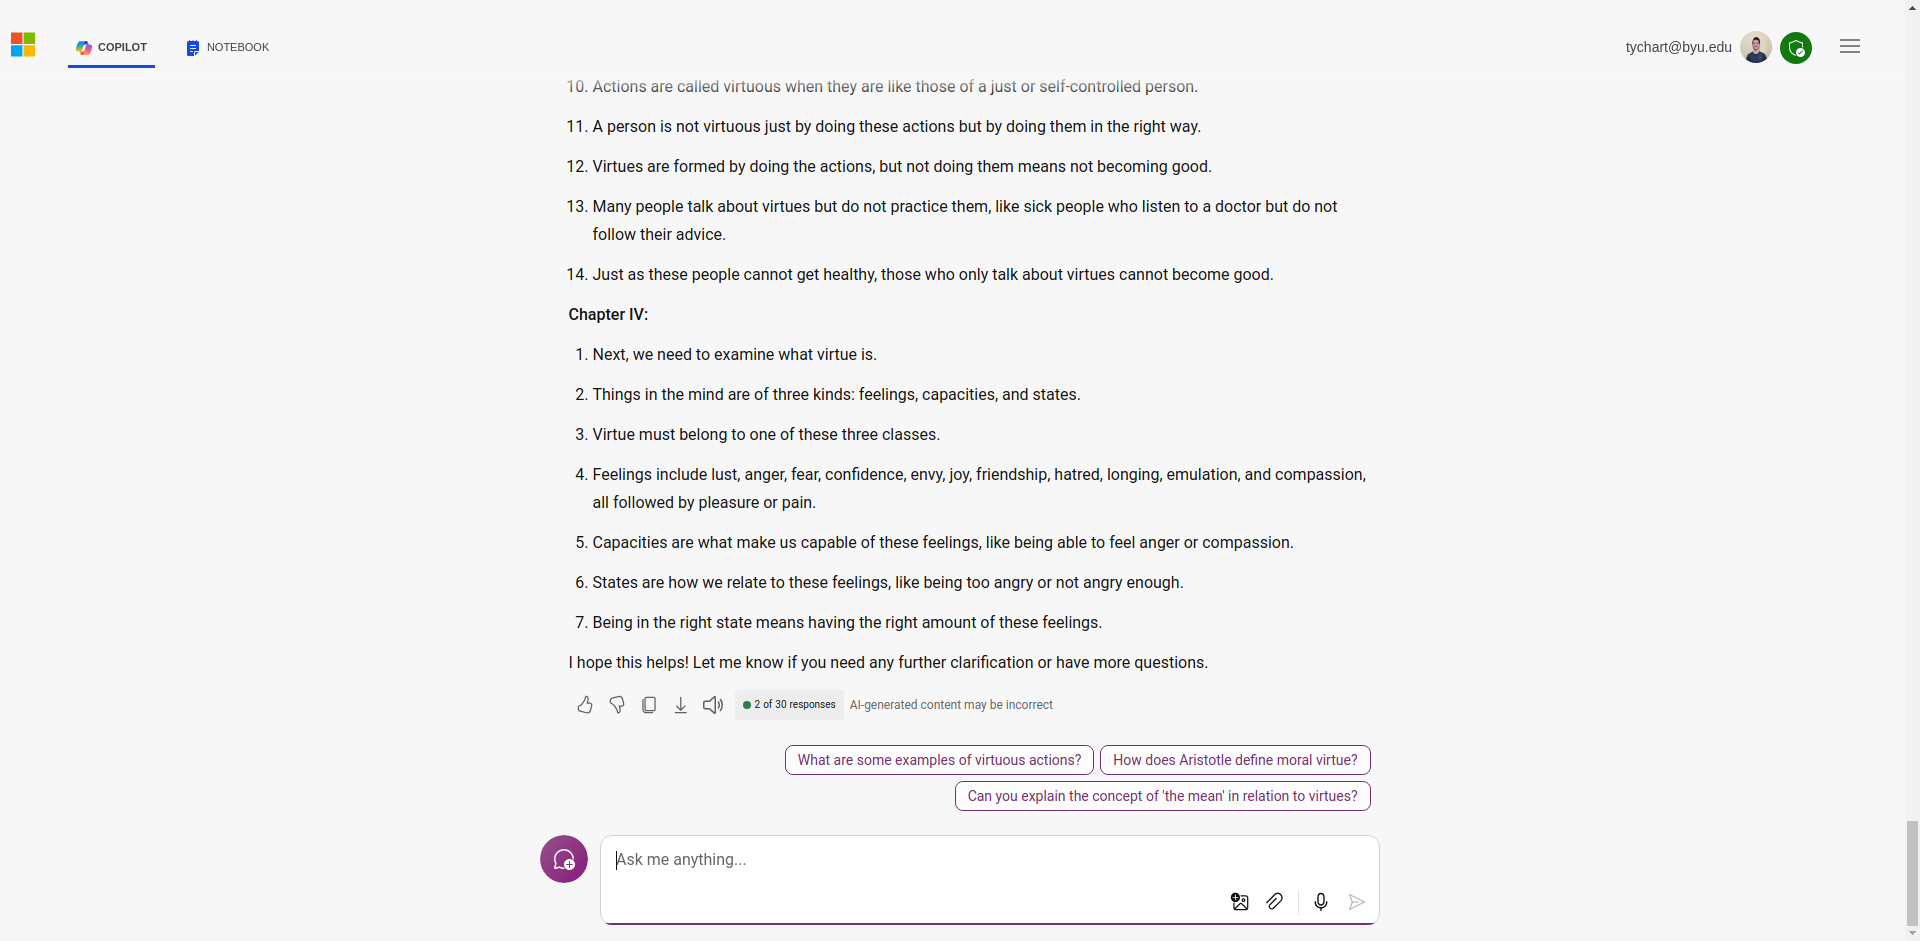 COPILOT
NOTEBOOK
tychart@byu.edu
10. Actions are called virtuous when they are like those of a just or self-controlled person.
11. A person is not virtuous just by doing these actions but by doing them in the right way.
12. Virtues are formed by doing the actions, but not doing them means not becoming good.
13. Many people talk about virtues but do not practice them, like sick people who listen to a doctor but do not
follow their advice.
14. Just as these people cannot get healthy, those who only talk about virtues cannot become good.
Chapter IV:
1. Next, we need to examine what virtue is.
2. Things in the mind are of three kinds: feelings, capacities, and states.
3. Virtue must belong to one of these three classes.
4. Feelings include lust, anger, fear, confidence, envy, joy, friendship, hatred, longing, emulation, and compassion,
all followed by pleasure or pain.
5. Capacities are what make us capable of these feelings, like being able to feel anger or compassion.
6. States are how we relate to these feelings, like being too angry or not angry enough.
7. Being in the right state means having the right amount of these feelings.
I hope this helps! Let me know if you need any further clarification or have more questions.
2 of 30 responses
AI-generated content may be incorrect
What are some examples of virtuous actions?
How does Aristotle define moral virtue?
Can you explain the concept of 'the mean' in relation to virtues?
Ask me anything...